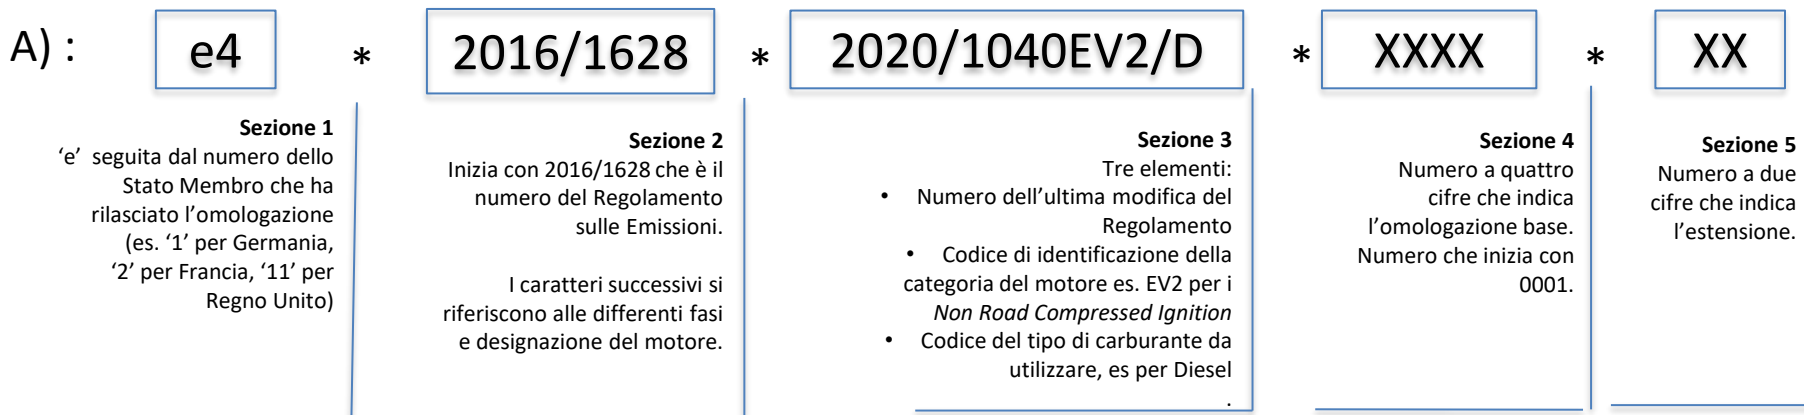 A) : e4 * 2016/1628 * 2020/1040EV2/D * XXXX * XX
Sezione 1
‘e’ seguita dal numero dello
Stato Membro che ha
rilasciato l’omologazione
(es. ‘1’ per Germania,
‘2’ per Francia, ‘11’ per
Regno Unito)
Sezione 2
Inizia con 2016/1628 che è il
numero del Regolamento
sulle Emissioni.
I caratteri successivi si
riferiscono alle differenti fasi
e designazione del motore.
Sezione 3
Tre elementi:
• Numero dell’ultima modifica del
Regolamento
• Codice di identificazione della
categoria del motore es. EV2 per i
Non Road Compressed Ignition
• Codice del tipo di carburante da
utilizzare, es per Diesel
.
Sezione 4
Numero a quattro
cifre che indica
l’omologazione base.
Numero che inizia con
0001.
Sezione 5
Numero a due
cifre che indica
l’estensione.